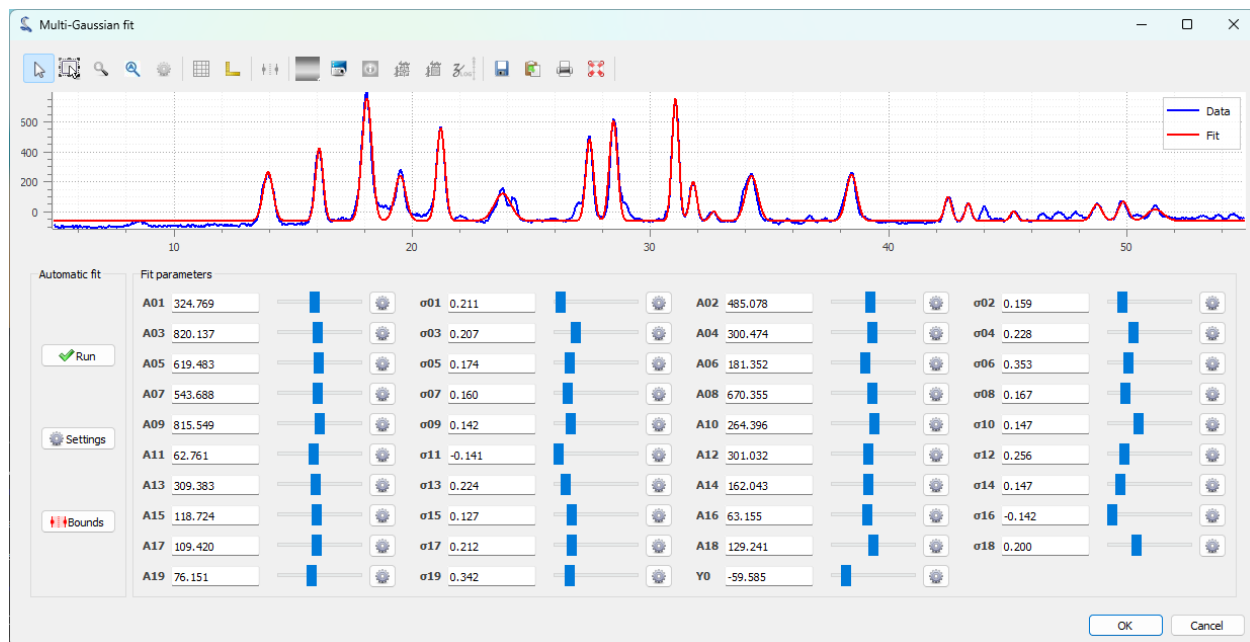 Multi-Gaussian fit
600
400
200
0
10 20 30 40 50
Data
Fit
Automatic fit
Run
Settings
Bounds
Fit parameters
A01 324.769 σ01 0.211 A02 485.078 σ02 0.159
A03 820.137 σ03 0.207 A04 300.474 σ04 0.228
A05 619.483 σ05 0.174 A06 181.352 σ06 0.353
A07 543.688 σ07 0.160 A08 670.355 σ08 0.167
A09 815.549 σ09 0.142 A10 264.396 σ10 0.147
A11 62.761 σ11 -0.141 A12 301.032 σ12 0.256
A13 309.383 σ13 0.224 A14 162.043 σ14 0.147
A15 118.724 σ15 0.127 A16 63.155 σ16 -0.142
A17 109.420 σ17 0.212 A18 129.241 σ18 0.200
A19 76.151 σ19 0.342 Y0 -59.585
OK Cancel